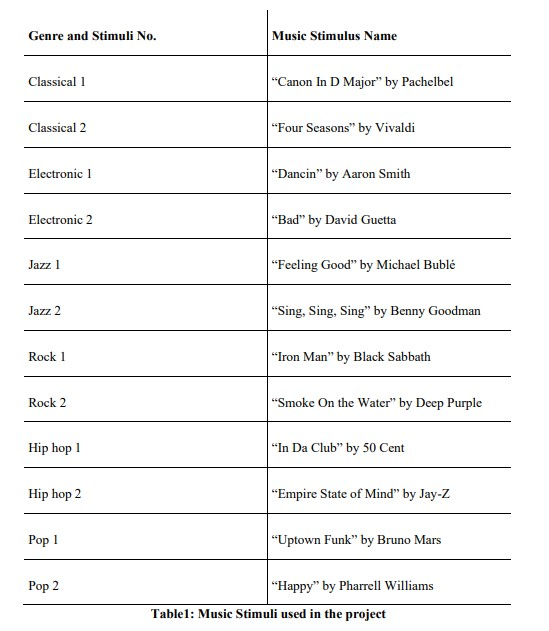 Genre and Stimuli No. Music Stimulus Name
Classical 1 “Canon In D Major” by Pachelbel
Classical 2 “Four Seasons” by Vivaldi
Electronic 1 “Dancin” by Aaron Smith
Electronic 2 “Bad” by David Guetta
Jazz 1 “Feeling Good” by Michael Bublė
Jazz 2 “Sing, Sing, Sing” by Benny Goodman
Rock 1 “Iron Man” by Black Sabbath
Rock 2 “Smoke On the Water” by Deep Purple
Hip hop 1 “In Da Club” by 50 Cent
Hip hop 2 “Empire State of Mind” by Jay-Z
Pop 1 “Uptown Funk” by Bruno Mars
Pop 2 “Happy” by Pharrell Williams
Table1: Music Stimuli used in the project